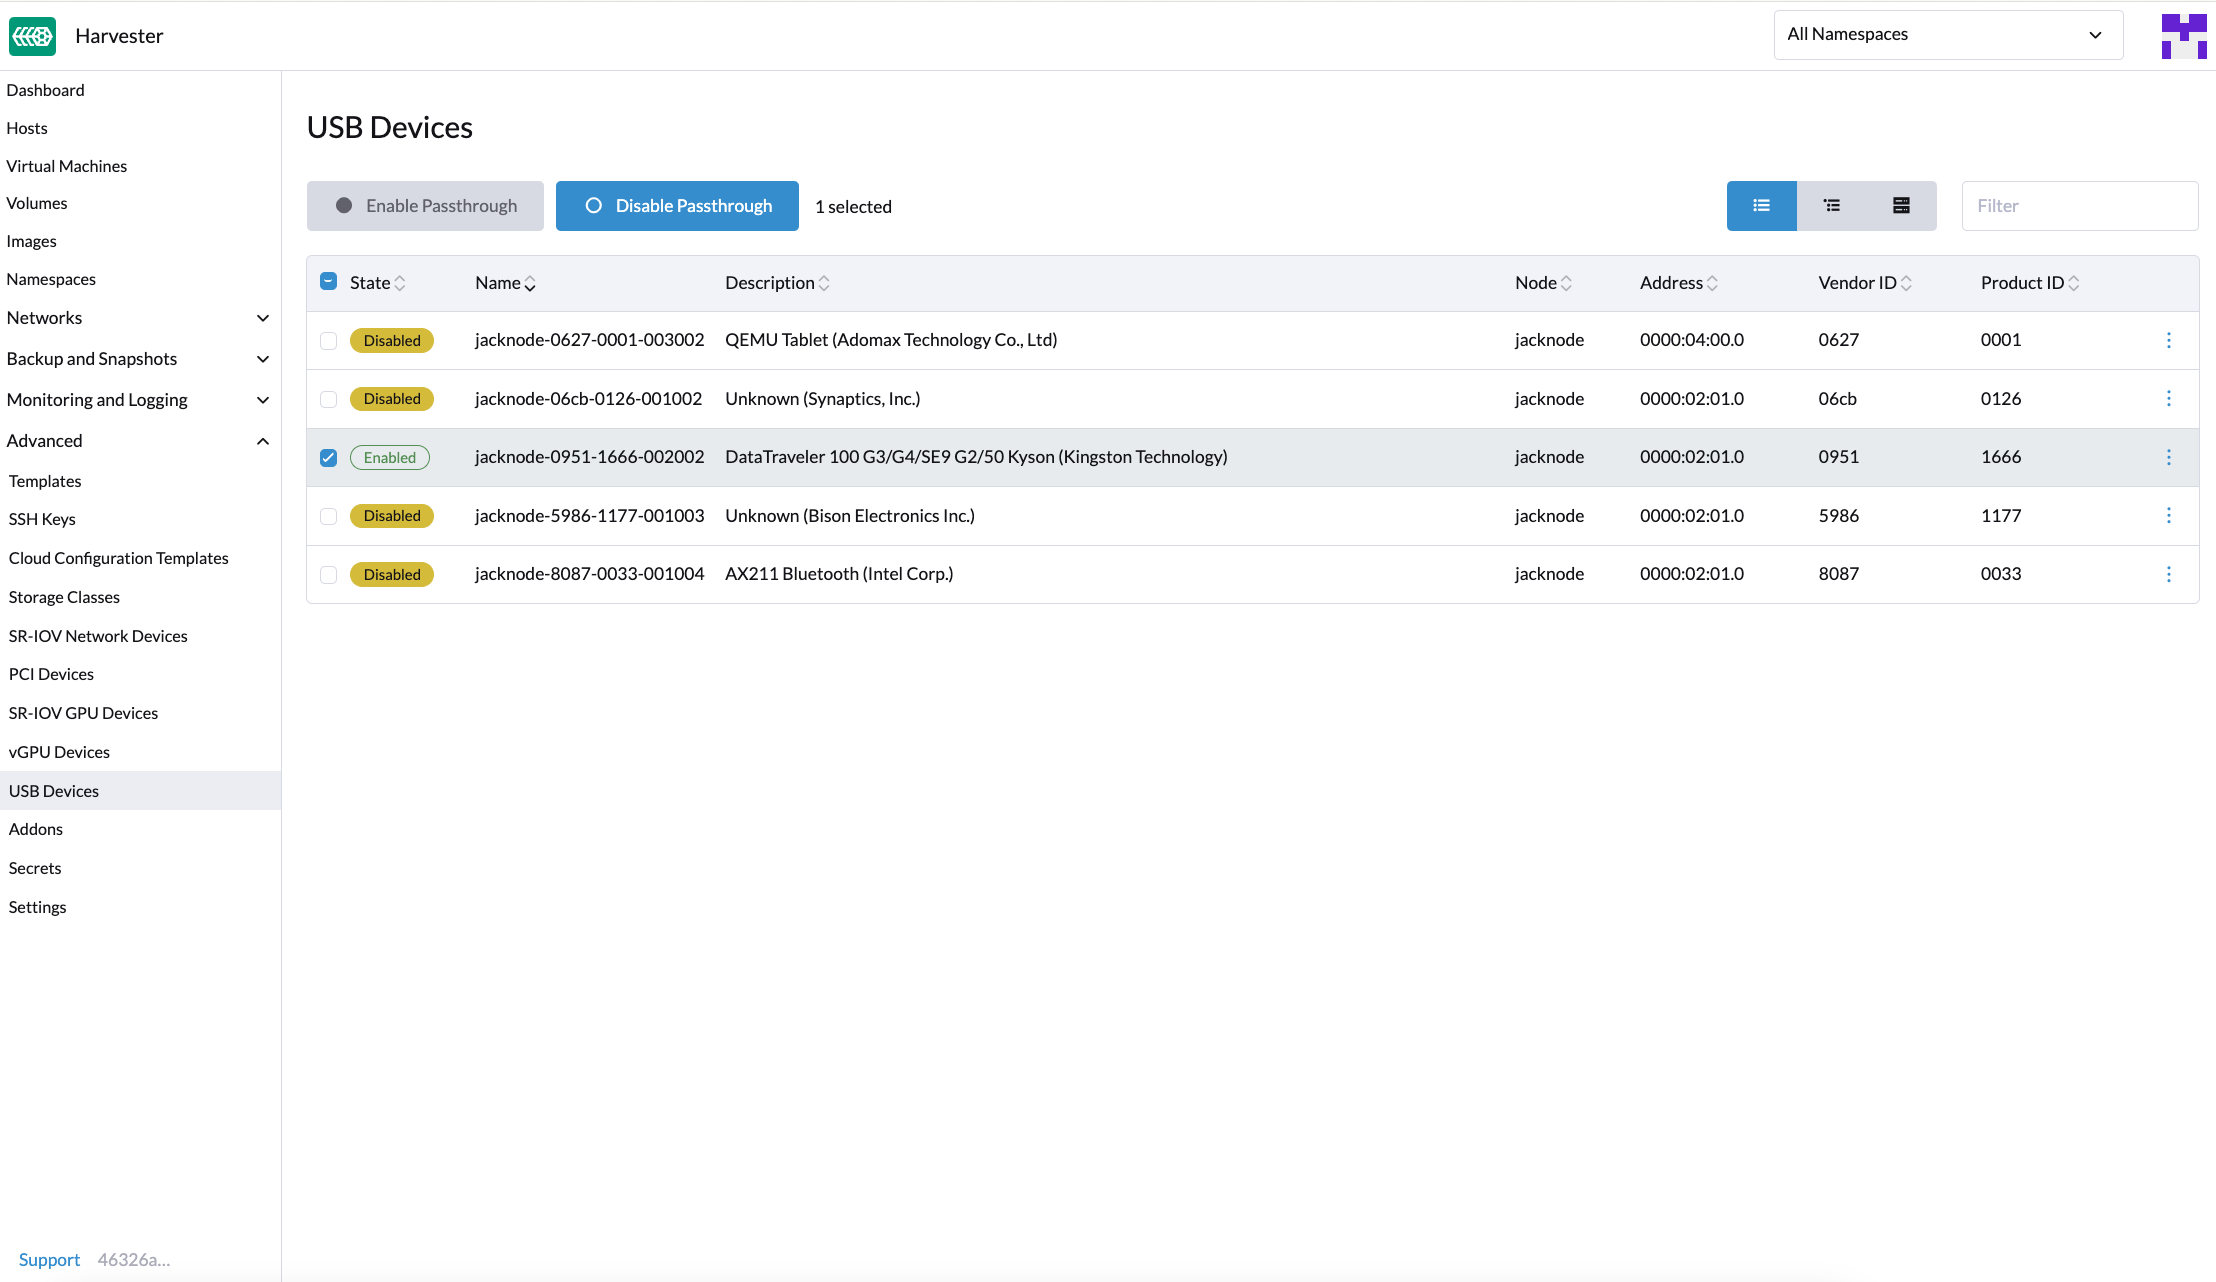 Harvester
All Namespaces
Dashboard
Hosts
Virtual Machines
Volumes
Images
Namespaces
Networks
Backup and Snapshots
Monitoring and Logging
Advanced
Templates
SSH Keys
Cloud Configuration Templates
Storage Classes
SR-IOV Network Devices
PCI Devices
SR-IOV GPU Devices
vGPU Devices
USB Devices
Addons
Secrets
Settings
Support 46326a...
USB Devices
Enable Passthrough Disable Passthrough 1 selected Filter
State Name Description Node Address Vendor ID Product ID
Disabled jacknode-0627-0001-003002 QEMU Tablet (Adomax Technology Co., Ltd) jacknode 0000:04:00.0 0627 0001
Disabled jacknode-06cb-0126-001002 Unknown (Synaptics, Inc.) jacknode 0000:02:01.0 06cb 0126
Enabled jacknode-0951-1666-002002 DataTraveler 100 G3/G4/SE9 G2/50 Kyson (Kingston Technology) jacknode 0000:02:01.0 0951 1666
Disabled jacknode-5986-1177-001003 Unknown (Bison Electronics Inc.) jacknode 0000:02:01.0 5986 1177
Disabled jacknode-8087-0033-001004 AX211 Bluetooth (Intel Corp.) jacknode 0000:02:01.0 8087 0033